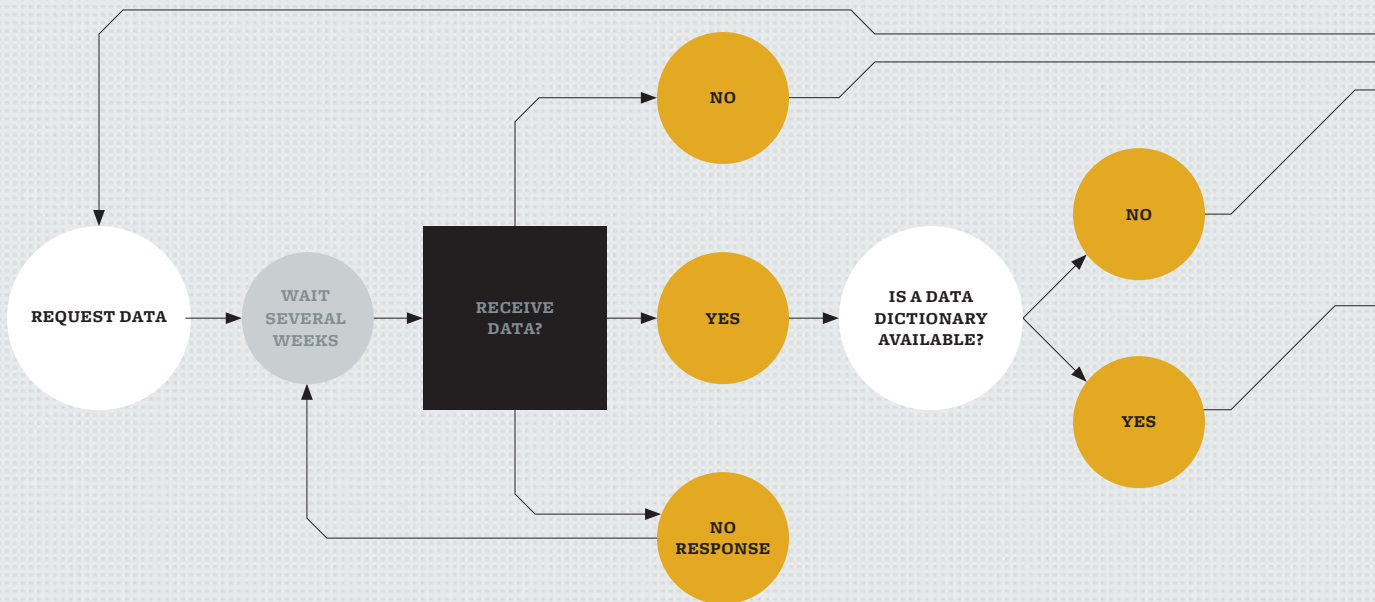 NO
NO
REQUEST DATA
WAIT
SEVERAL
WEEKS
RECEIVE
DATA?
YES
IS A DATA
DICTIONARY
AVAILABLE?
YES
NO
RESPONSE